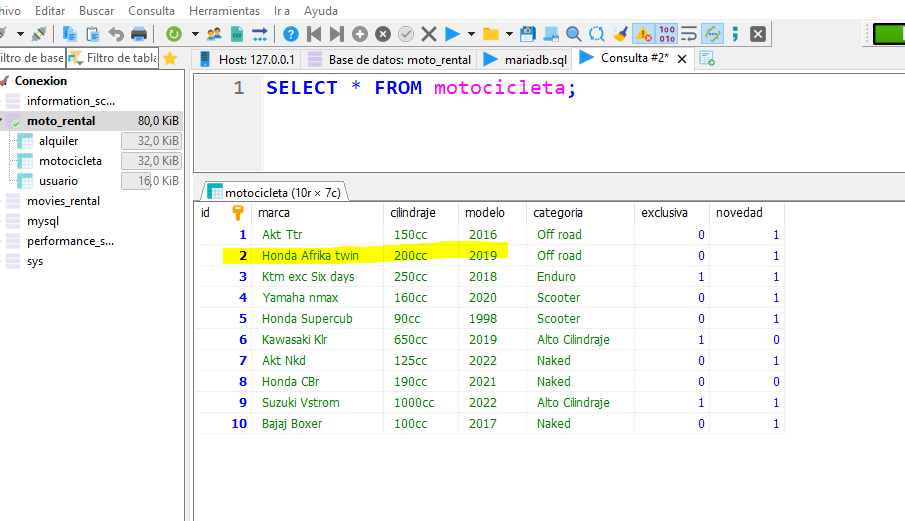 hivo Editar Buscar Consulta Herramientas Ir a Ayuda
iltro de base Filtro de tabla Host: 127.0.0.1 Base de datos: moto_rental mariadb.sql Consulta #2*
Conexion
information_sc...
moto_rental 80,0 KiB
alquiler 32,0 KiB
motocicleta 32,0 KiB
usuario 16,0 KiB
movies_rental
mysql
performance_s...
sys
1 SELECT * FROM motocicleta;
motocicleta (10r × 7c)
id marca cilindraje modelo categoria exclusiva novedad
1 Akt Ttr 150cc 2016 Off road 0 1
2 Honda Afrika twin 200cc 2019 Off road 0 1
3 Ktm exc Six days 250cc 2018 Enduro 1 1
4 Yamaha nmax 160cc 2020 Scooter 0 1
5 Honda Supercub 90cc 1998 Scooter 0 1
6 Kawasaki Klr 650cc 2019 Alto Cilindraje 1 0
7 Akt Nkd 125cc 2022 Naked 0 1
8 Honda CBr 190cc 2021 Naked 0 0
9 Suzuki Vstrom 1000cc 2022 Alto Cilindraje 1 1
10 Bajaj Boxer 100cc 2017 Naked 0 1